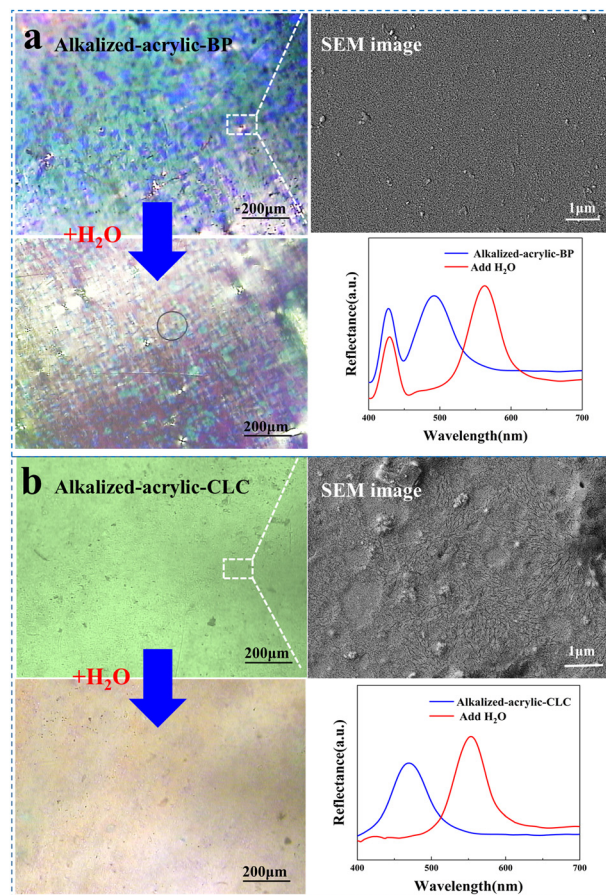 a
Alkalized-acrylic-BP
SEM image
200μm
1μm
+H₂O
200μm
Reflectance(a.u.)
Alkalized-acrylic-BP
Add H₂O
400 450 500 600 700
Wavelength(nm)
b
Alkalized-acrylic-CLC
SEM image
200μm
1μm
+H₂O
200μm
Reflectance(a.u.)
Alkalized-acrylic-CLC
Add H₂O
400 500 600 700
Wavelength(nm)